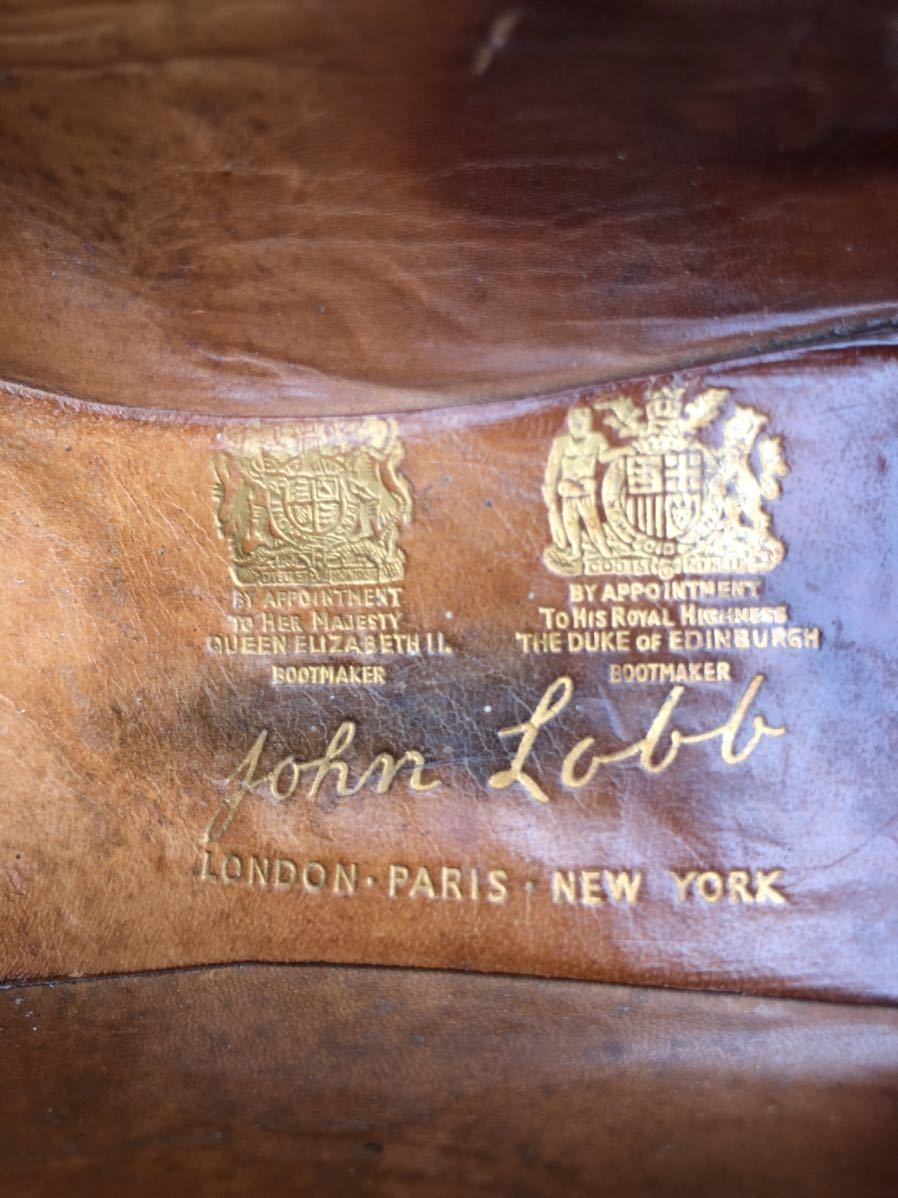 BY APPOINTMENT
TO HER MAJESTY
QUEEN ELIZABETH II.
BOOTMAKER
BY APPOINTMENT
TO HIS ROYAL HIGHNESS
THE DUKE OF EDINBURGH
BOOTMAKER
John Lobb
LONDON · PARIS · NEW YORK